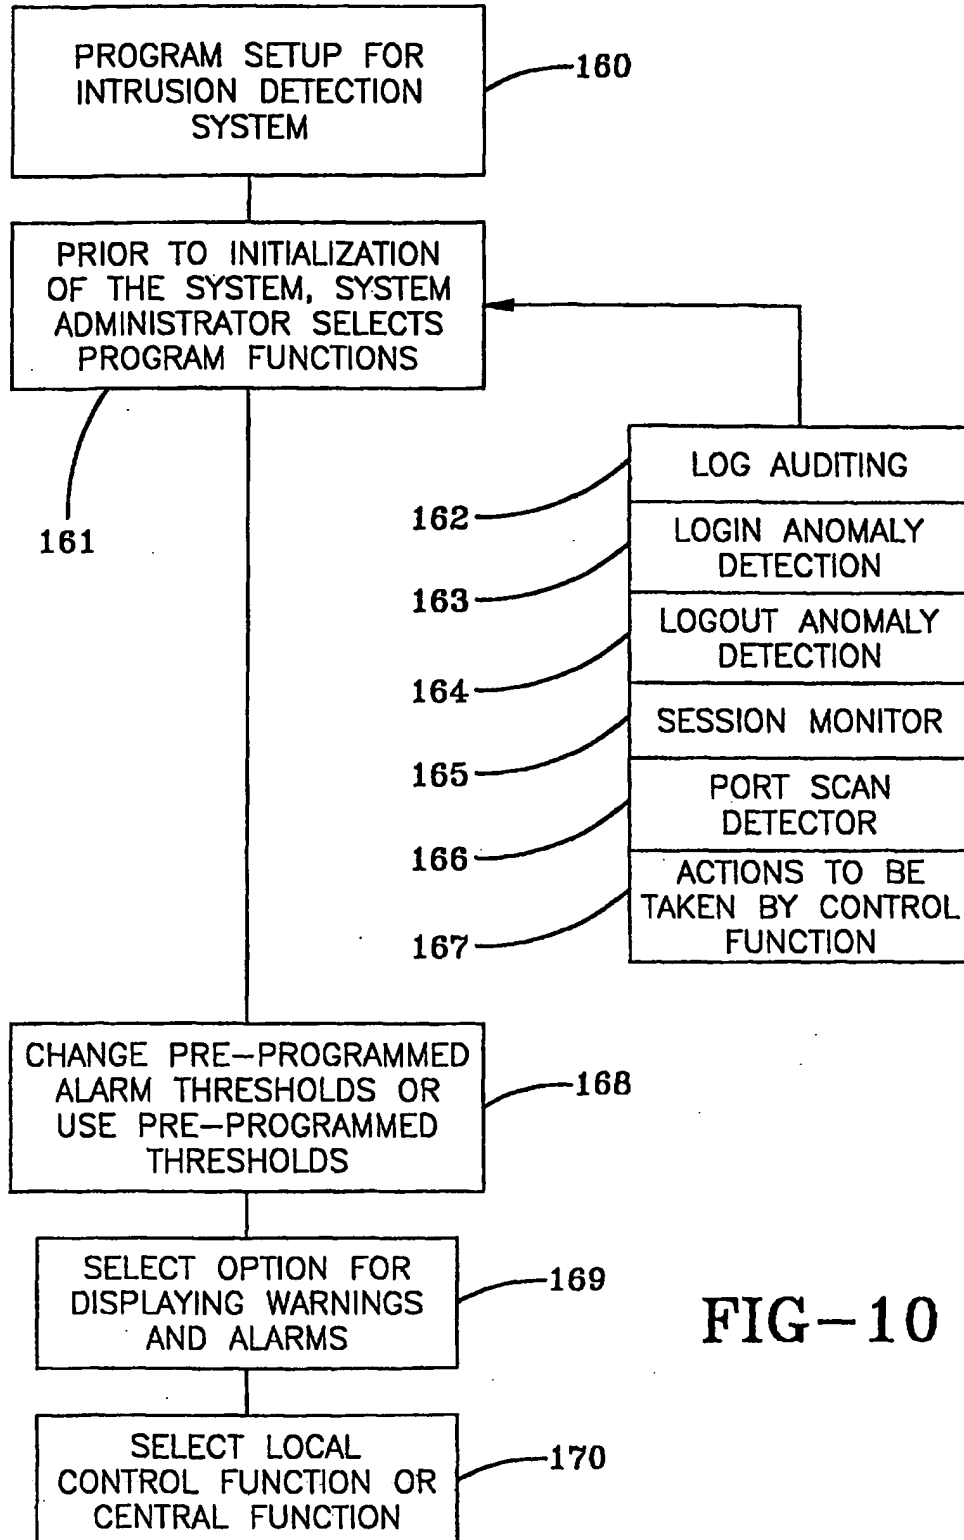 PROGRAM SETUP FOR
INTRUSION DETECTION
SYSTEM
160
PRIOR TO INITIALIZATION
OF THE SYSTEM, SYSTEM
ADMINISTRATOR SELECTS
PROGRAM FUNCTIONS
161
LOG AUDITING
162
LOGIN ANOMALY
DETECTION
163
LOGOUT ANOMALY
DETECTION
164
SESSION MONITOR
165
PORT SCAN
DETECTOR
166
ACTIONS TO BE
TAKEN BY CONTROL
FUNCTION
167
CHANGE PRE-PROGRAMMED
ALARM THRESHOLDS OR
USE PRE-PROGRAMMED
THRESHOLDS
168
SELECT OPTION FOR
DISPLAYING WARNINGS
AND ALARMS
169
SELECT LOCAL
CONTROL FUNCTION OR
CENTRAL FUNCTION
170
FIG-10